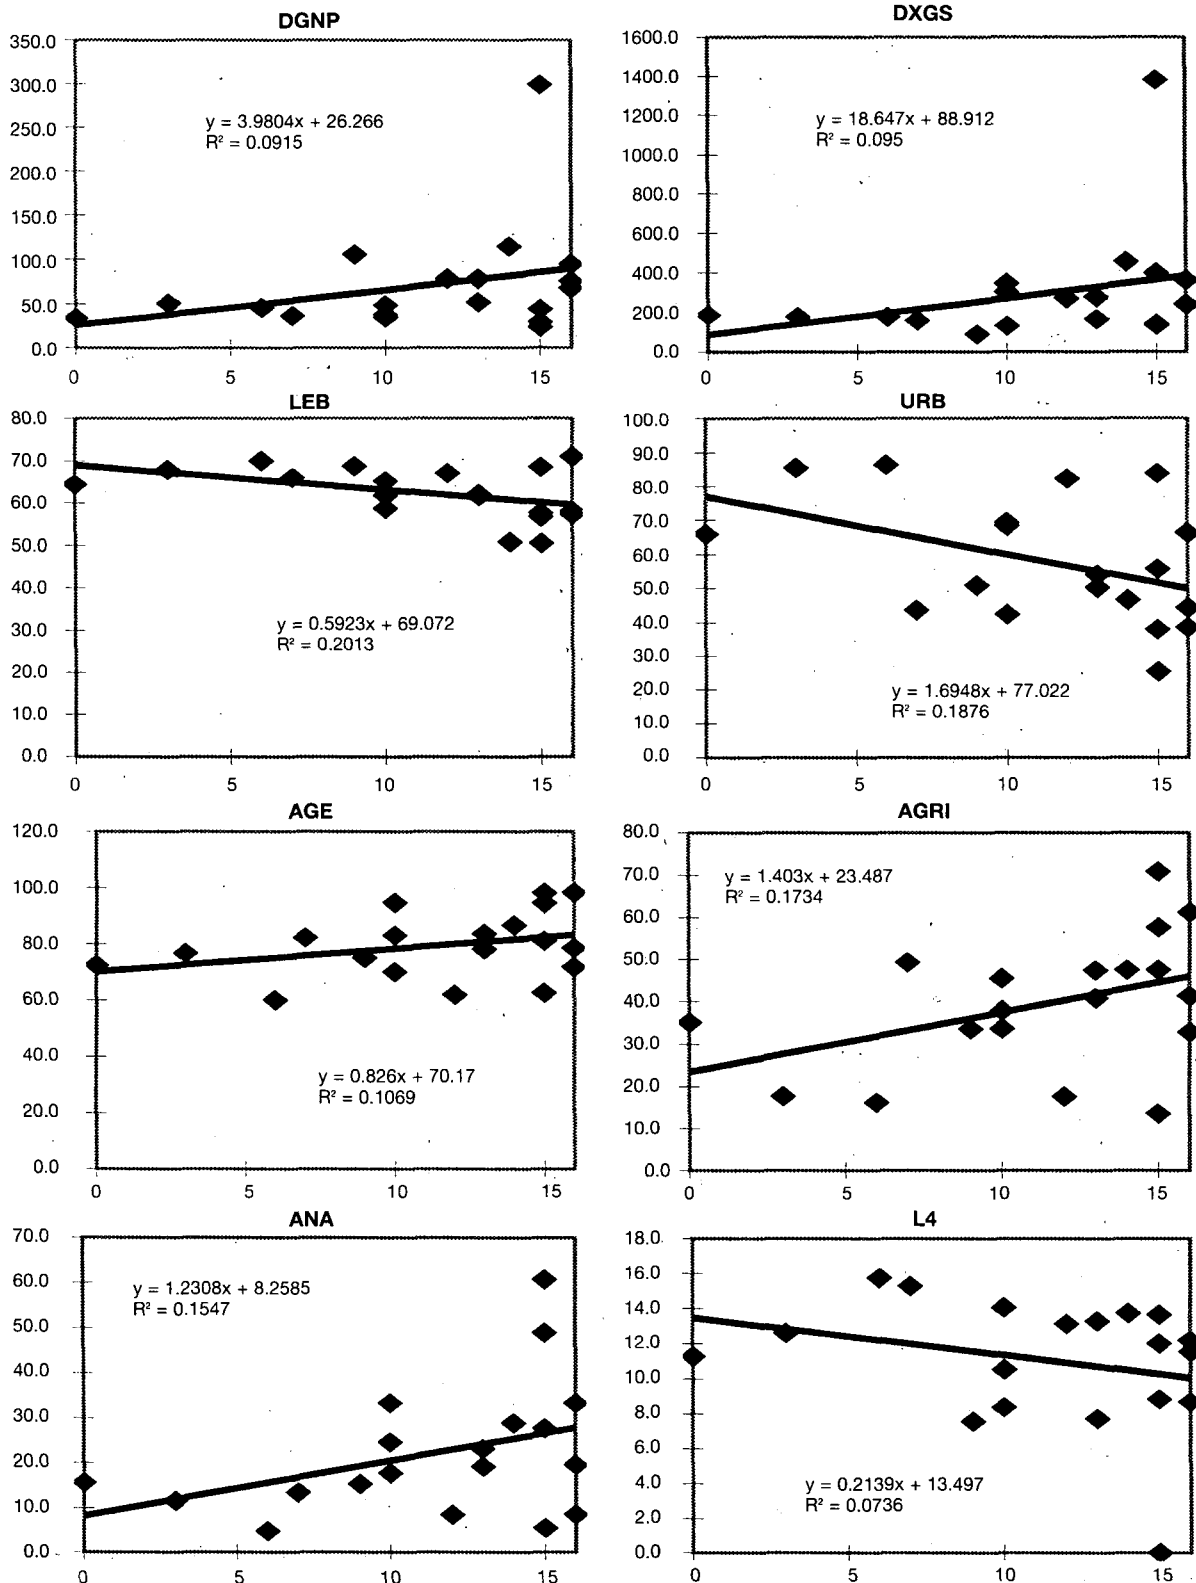 DGNP
350.0
300.0
250.0
200.0
150.0
100.0
50.0
0.0
y = 3.9804x + 26.266
R² = 0.0915
0 5 10 15
DXGS
1600.0
1400.0
1200.0
1000.0
800.0
600.0
400.0
200.0
0.0
y = 18.647x + 88.912
R² = 0.095
0 5 10 15
LEB
80.0
70.0
60.0
50.0
40.0
30.0
20.0
10.0
0.0
y = 0.5923x + 69.072
R² = 0.2013
0 5 10 15
URB
100.0
90.0
80.0
70.0
60.0
50.0
40.0
30.0
20.0
10.0
0.0
y = 1.6948x + 77.022
R² = 0.1876
0 5 10 15
AGE
120.0
100.0
80.0
60.0
40.0
20.0
0.0
y = 0.826x + 70.17
R² = 0.1069
0 5 10 15
AGRI
80.0
70.0
60.0
50.0
40.0
30.0
20.0
10.0
0.0
y = 1.403x + 23.487
R² = 0.1734
0 5 10 15
ANA
70.0
60.0
50.0
40.0
30.0
20.0
10.0
0.0
y = 1.2308x + 8.2585
R² = 0.1547
0 5 10 15
L4
18.0
16.0
14.0
12.0
10.0
8.0
6.0
4.0
2.0
0.0
y = 0.2139x + 13.497
R² = 0.0736
0 5 10 15